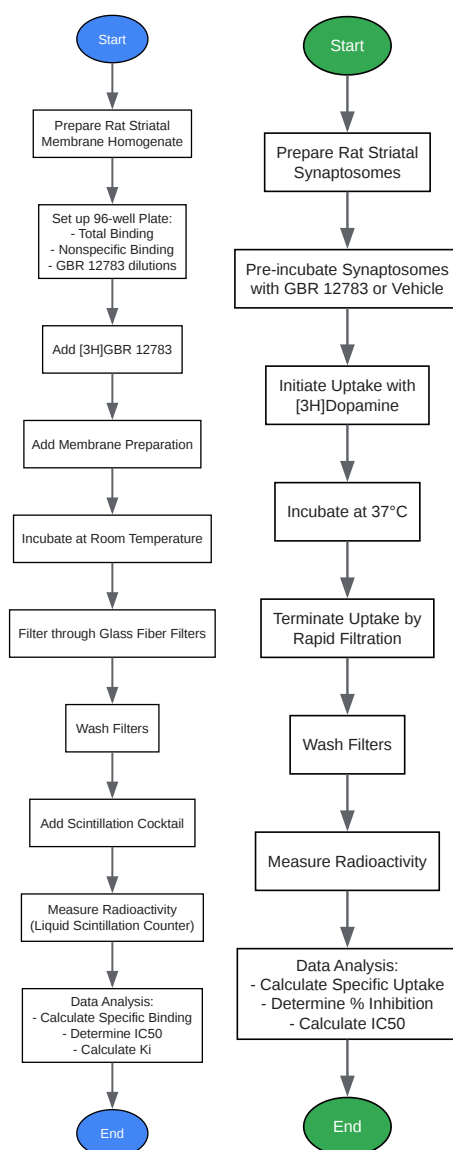 Start
Prepare Rat Striatal
Membrane Homogenate
Set up 96-well Plate:
- Total Binding
- Nonspecific Binding
- GBR 12783 dilutions
Add [3H]GBR 12783
Add Membrane Preparation
Incubate at Room Temperature
Filter through Glass Fiber Filters
Wash Filters
Add Scintillation Cocktail
Measure Radioactivity
(Liquid Scintillation Counter)
Data Analysis:
- Calculate Specific Binding
- Determine IC50
- Calculate Ki
End
Start
Prepare Rat Striatal
Synaptosomes
Pre-incubate Synaptosomes
with GBR 12783 or Vehicle
Initiate Uptake with
[3H]Dopamine
Incubate at 37°C
Terminate Uptake by
Rapid Filtration
Wash Filters
Measure Radioactivity
Data Analysis:
- Calculate Specific Uptake
- Determine % Inhibition
- Calculate IC50
End